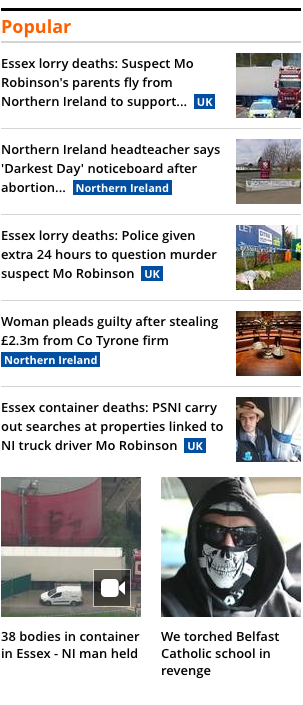 Popular
Essex lorry deaths: Suspect Mo
Robinson's parents fly from
Northern Ireland to support... UK
Northern Ireland headteacher says
'Darkest Day' noticeboard after
abortion... Northern Ireland
Essex lorry deaths: Police given
extra 24 hours to question murder
suspect Mo Robinson UK
Woman pleads guilty after stealing
£2.3m from Co Tyrone firm
Northern Ireland
Essex container deaths: PSNI carry
out searches at properties linked to
NI truck driver Mo Robinson UK
38 bodies in container
in Essex - NI man held
We torched Belfast
Catholic school in
revenge